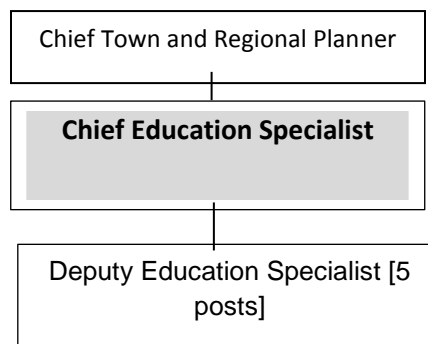 Chief Town and Regional Planner
Chief Education Specialist
Deputy Education Specialist [5
posts]